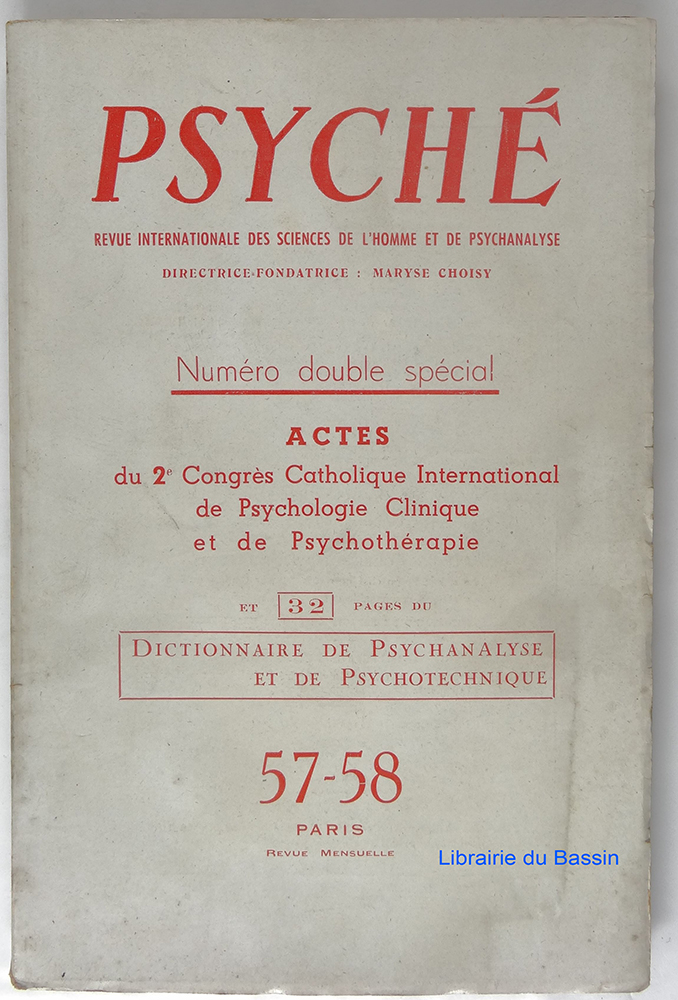 PSYCHÉ
REVUE INTERNATIONALE DES SCIENCES DE L'HOMME ET DE PSYCHANALYSE
DIRECTRICE-FONDATRICE : MARYSE CHOISY
Numéro double spécial
ACTES
du 2e Congrès Catholique International
de Psychologie Clinique
et de Psychothérapie
ET 32 PAGES DU
DICTIONNAIRE DE PSYCHANALYSE
ET DE PSYCHOTECHNIQUE
57-58
PARIS
REVUE MENSUELLE
Librairie du Bassin